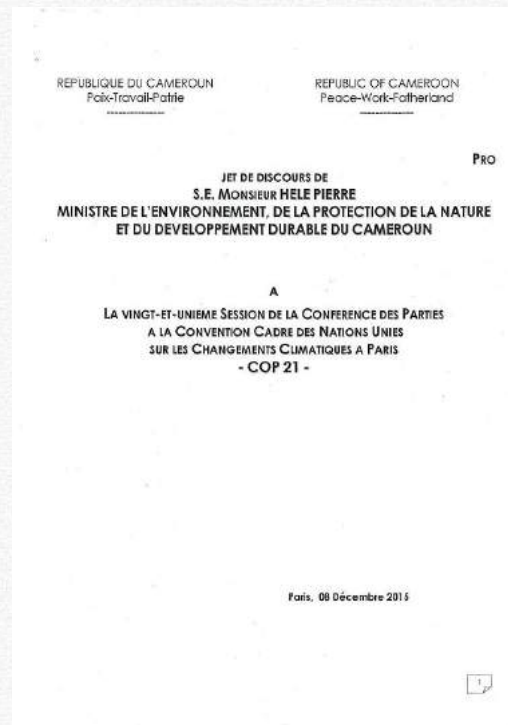 REPUBLIQUE DU CAMEROUN
Paix-Travail-Patrie
REPUBLIC OF CAMEROON
Peace-Work-Fatherland
PRO
JET DE DISCOURS DE
S.E. MONSIEUR HELE PIERRE
MINISTRE DE L'ENVIRONNEMENT, DE LA PROTECTION DE LA NATURE
ET DU DEVELOPPEMENT DURABLE DU CAMEROUN
A
LA VINGT-ET-UNIEME SESSION DE LA CONFERENCE DES PARTIES
A LA CONVENTION CADRE DES NATIONS UNIES
SUR LES CHANGEMENTS CLIMATIQUES A PARIS
- COP 21 -
Paris, 08 Décembre 2015
1